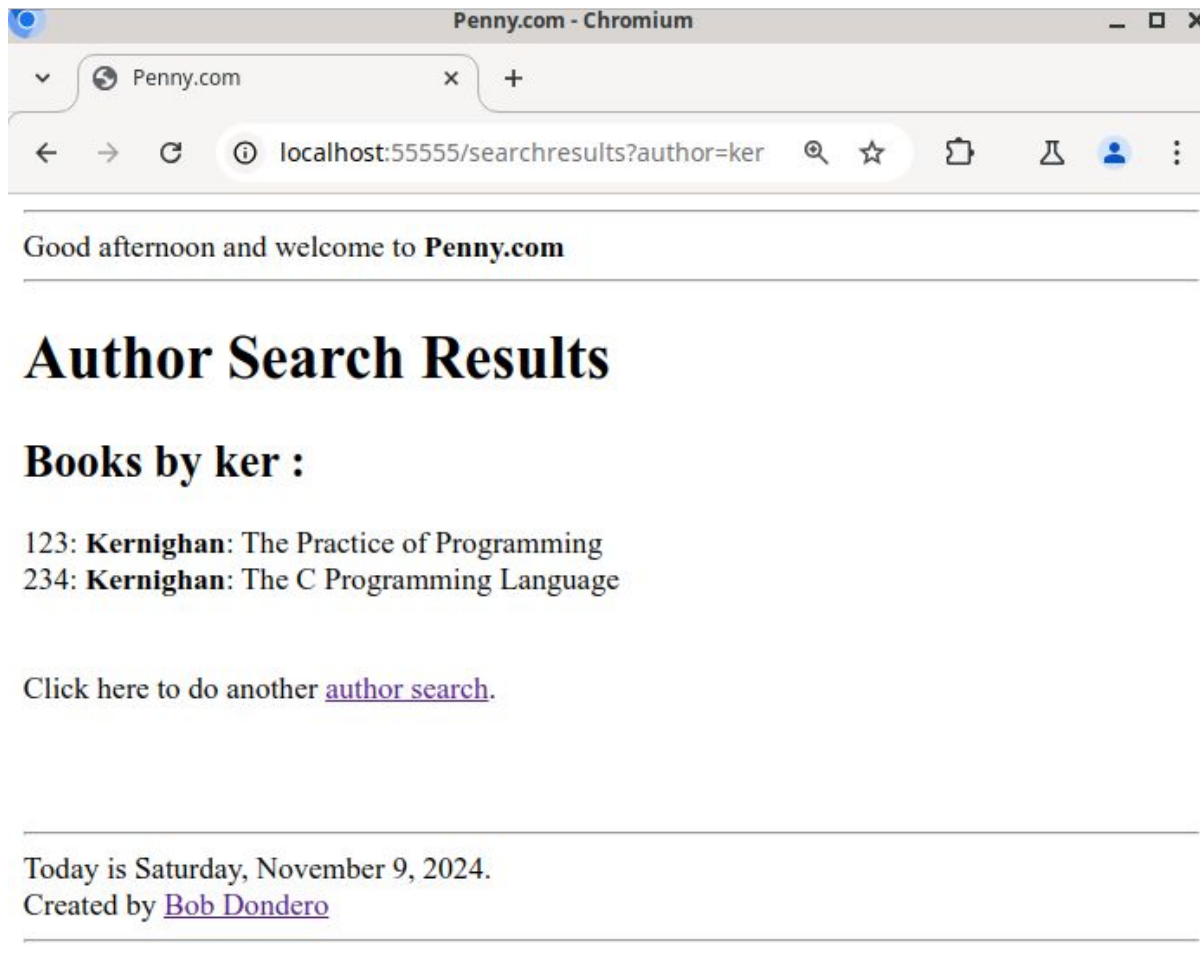 Penny.com - Chromium
Penny.com
localhost:55555/searchresults?author=ker
Good afternoon and welcome to Penny.com
Author Search Results
Books by ker :
123: Kernighan: The Practice of Programming
234: Kernighan: The C Programming Language
Click here to do another author search.
Today is Saturday, November 9, 2024.
Created by Bob Dondero